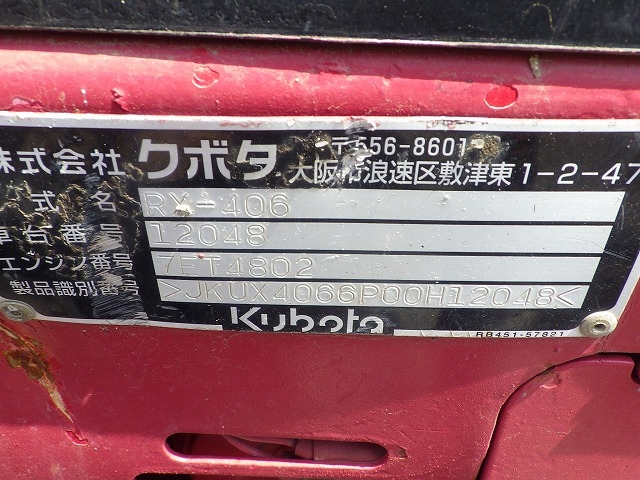 株式会社 クボタ 〒556-8601
大阪市浪速区敷津東1-2-47
式 名 RX-406
車台番号 12048
エンジン番号 7ET4802
製品識別番号 >JKUX4066P00H12048<
Kubota
RB451-57821